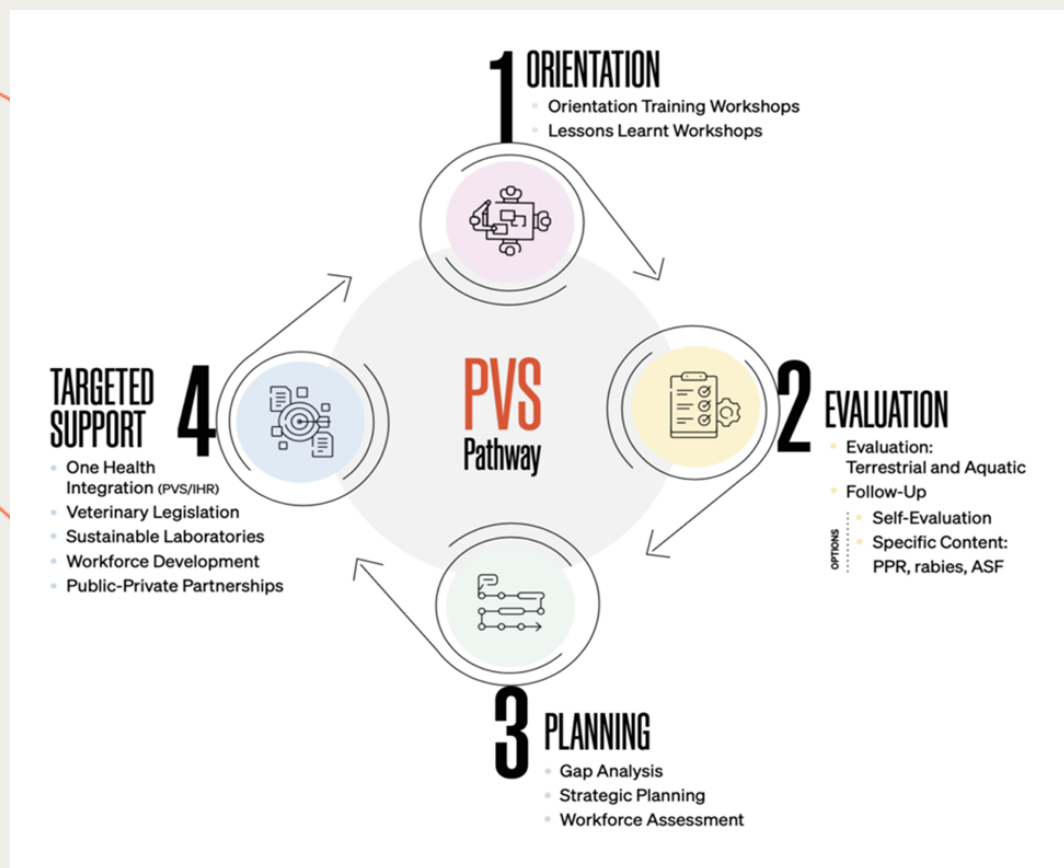 1 ORIENTATION
Orientation Training Workshops
Lessons Learnt Workshops
PVS
Pathway
2 EVALUATION
Evaluation:
Terrestrial and Aquatic
Follow-Up
OPTIONS
Self-Evaluation
Specific Content:
PPR, rabies, ASF
3 PLANNING
Gap Analysis
Strategic Planning
Workforce Assessment
TARGETED
SUPPORT
4
One Health
Integration (PVS/IHR)
Veterinary Legislation
Sustainable Laboratories
Workforce Development
Public-Private Partnerships